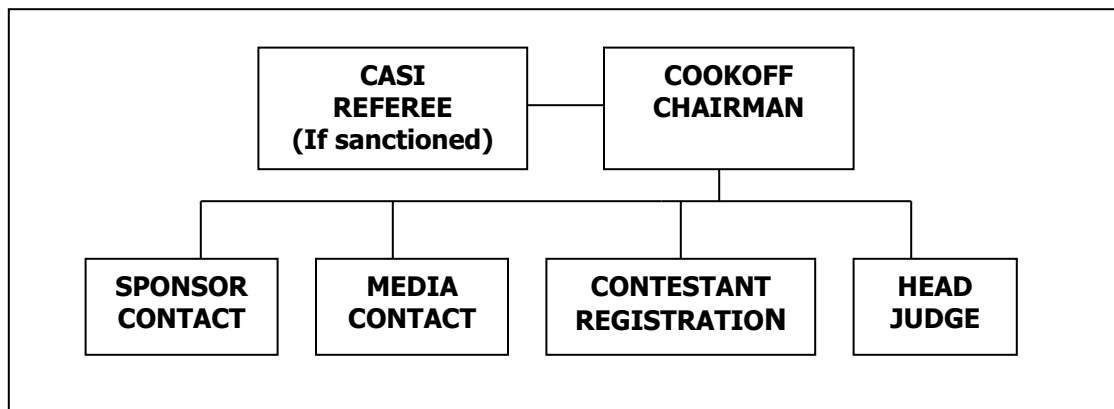 CASI
REFEREE
(If sanctioned)
COOKOFF
CHAIRMAN
SPONSOR
CONTACT
MEDIA
CONTACT
CONTESTANT
REGISTRATION
HEAD
JUDGE